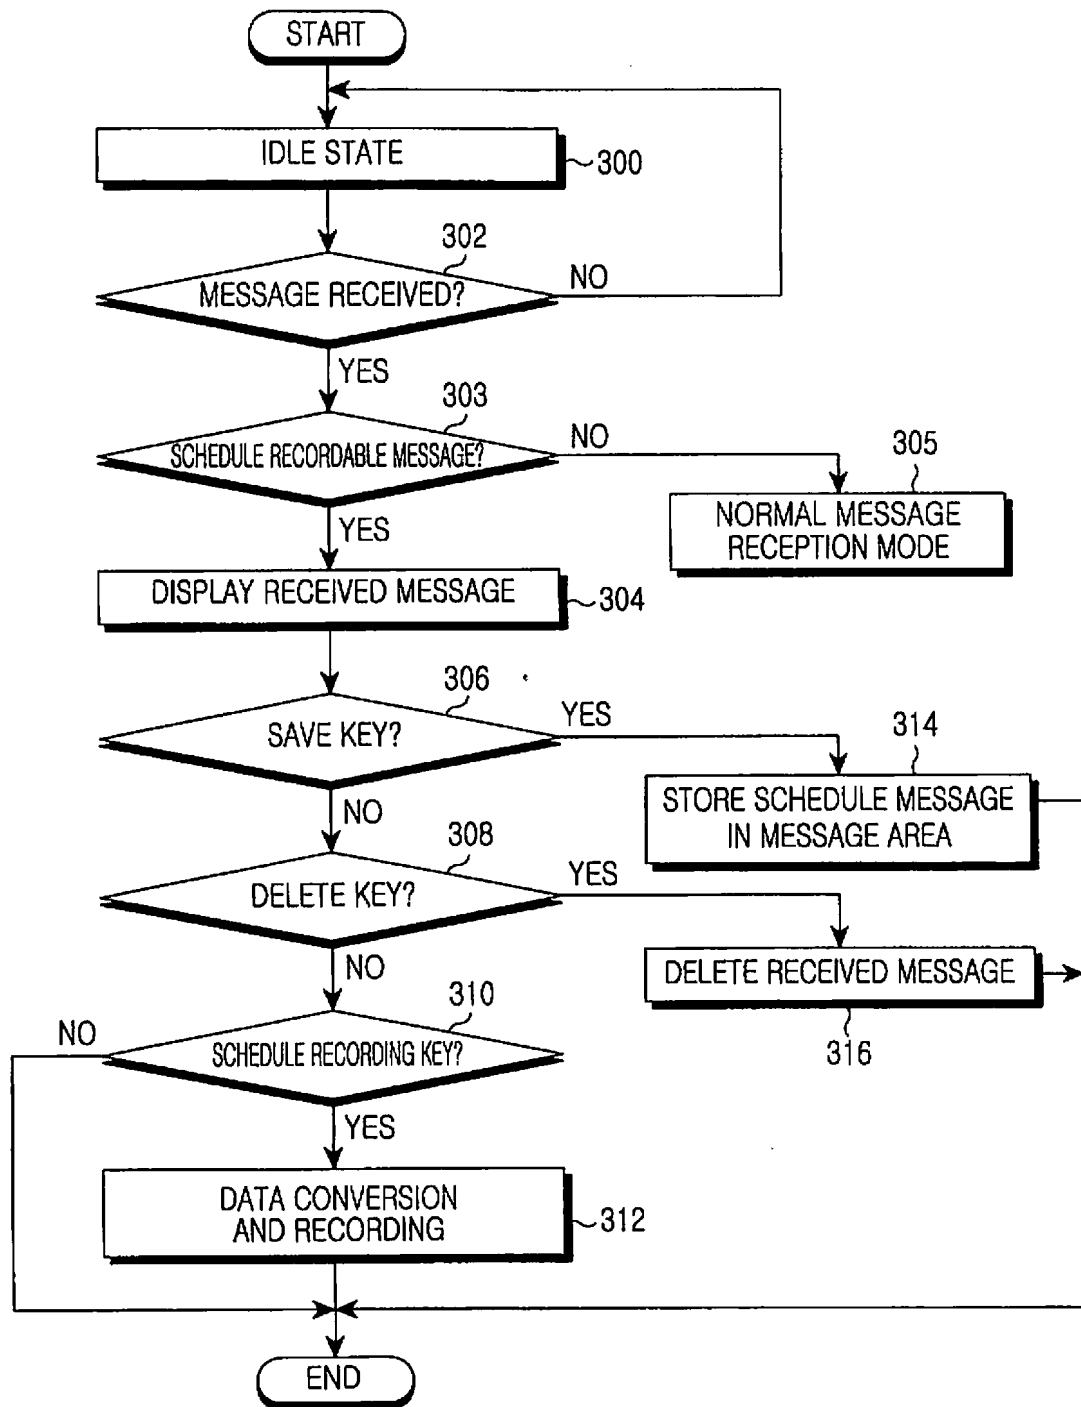 START
IDLE STATE
300
302
MESSAGE RECEIVED?
NO
YES
303
SCHEDULE RECORDABLE MESSAGE?
NO
305
NORMAL MESSAGE
RECEPTION MODE
YES
DISPLAY RECEIVED MESSAGE
304
306
SAVE KEY?
YES
314
STORE SCHEDULE MESSAGE
IN MESSAGE AREA
NO
308
DELETE KEY?
YES
DELETE RECEIVED MESSAGE
316
NO
310
SCHEDULE RECORDING KEY?
NO
YES
DATA CONVERSION
AND RECORDING
312
END